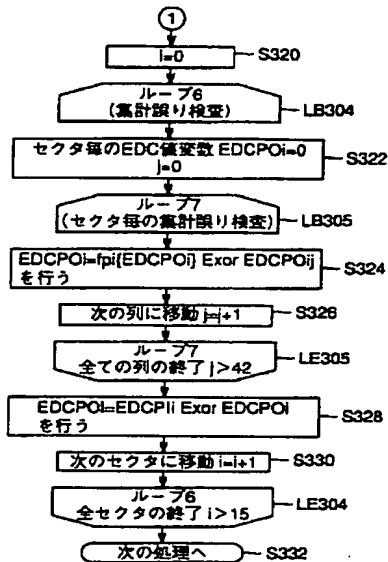 1
i=0
S320
ループ6
(集計誤り検査)
LB304
セクタ毎のEDC値変数 EDCPOi=0
j=0
S322
ループ7
(セクタ毎の集計誤り検査)
LB305
EDCPOi=fpi{EDCPOi} Exor EDCPOij
を行う
S324
次の列に移動 j=j+1
S326
ループ7
全ての列の終了 j>42
LE305
EDCPOi=EDCPIi Exor EDCPOi
を行う
S328
次のセクタに移動 i=i+1
S330
ループ6
全セクタの終了 i>15
LE304
次の処理へ
S332